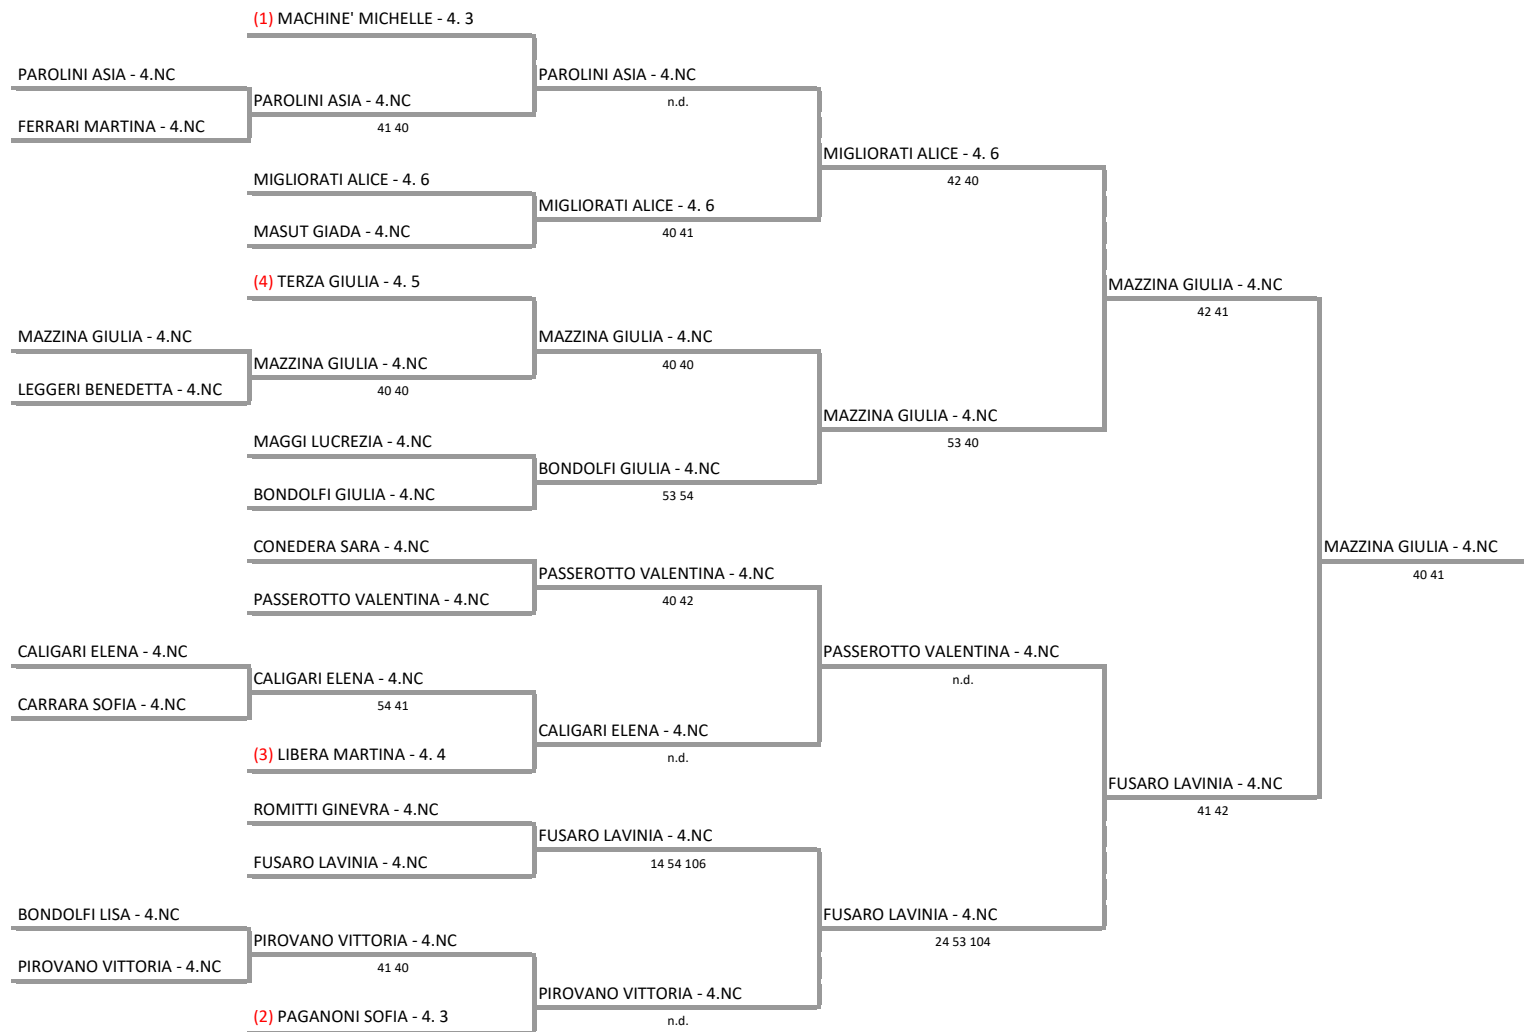 (1) MACHINE' MICHELLE - 4. 3
PAROLINI ASIA - 4.NC
PAROLINI ASIA - 4.NC
n.d.
PAROLINI ASIA - 4.NC
41 40
FERRARI MARTINA - 4.NC
MIGLIORATI ALICE - 4. 6
42 40
MIGLIORATI ALICE - 4. 6
MIGLIORATI ALICE - 4. 6
40 41
MASUT GIADA - 4.NC
(4) TERZA GIULIA - 4. 5
MAZZINA GIULIA - 4.NC
42 41
MAZZINA GIULIA - 4.NC
MAZZINA GIULIA - 4.NC
40 40
MAZZINA GIULIA - 4.NC
40 40
LEGGERI BENEDETTA - 4.NC
MAZZINA GIULIA - 4.NC
53 40
MAGGI LUCREZIA - 4.NC
BONDOLFI GIULIA - 4.NC
53 54
BONDOLFI GIULIA - 4.NC
CONEDERA SARA - 4.NC
MAZZINA GIULIA - 4.NC
40 41
PASSEROTTO VALENTINA - 4.NC
40 42
PASSEROTTO VALENTINA - 4.NC
CALIGARI ELENA - 4.NC
PASSEROTTO VALENTINA - 4.NC
n.d.
CALIGARI ELENA - 4.NC
54 41
CARRARA SOFIA - 4.NC
CALIGARI ELENA - 4.NC
n.d.
(3) LIBERA MARTINA - 4. 4
FUSARO LAVINIA - 4.NC
41 42
ROMITTI GINEVRA - 4.NC
FUSARO LAVINIA - 4.NC
14 54 106
FUSARO LAVINIA - 4.NC
BONDOLFI LISA - 4.NC
FUSARO LAVINIA - 4.NC
24 53 104
PIROVANO VITTORIA - 4.NC
41 40
PIROVANO VITTORIA - 4.NC
PIROVANO VITTORIA - 4.NC
n.d.
(2) PAGANONI SOFIA - 4. 3